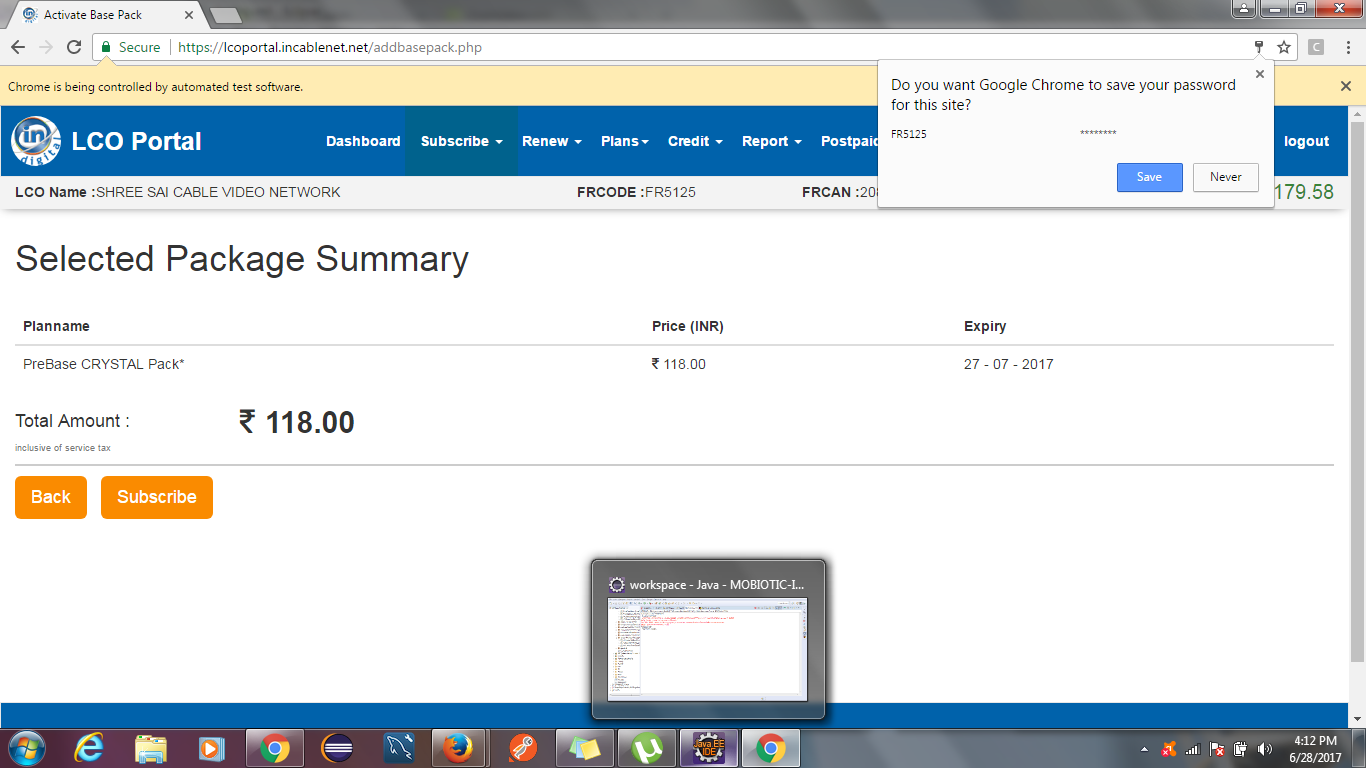 Activate Base Pack
Secure https://lcoportal.incablenet.net/addbasepack.php
C
Chrome is being controlled by automated test software.
Do you want Google Chrome to save your password
for this site?
FR5125 ********
Save Never
in digital LCO Portal Dashboard Subscribe Renew Plans Credit Report Postpaid logout
LCO Name :SHREE SAI CABLE VIDEO NETWORK FRCODE :FR5125 FRCAN :20 179.58
Selected Package Summary
Planname Price (INR) Expiry
PreBase CRYSTAL Pack* ₹ 118.00 27 - 07 - 2017
Total Amount : ₹ 118.00
inclusive of service tax
Back Subscribe
workspace - Java - MOBIOTIC-I...
Java EE
IDE
4:12 PM
6/28/2017